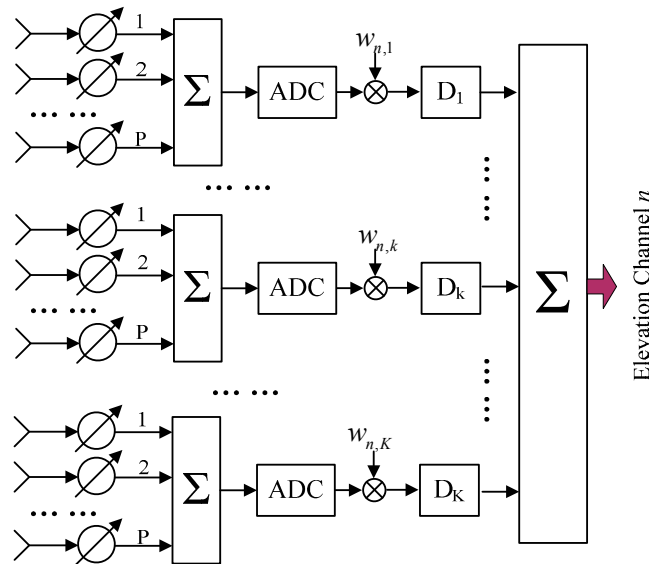 1
2
... ...
P
Σ
ADC
w_{n,1}
D_1
... ...
1
2
... ...
P
Σ
ADC
w_{n,k}
D_k
... ...
1
2
... ...
P
Σ
ADC
w_{n,K}
D_K
Σ
Elevation Channel n